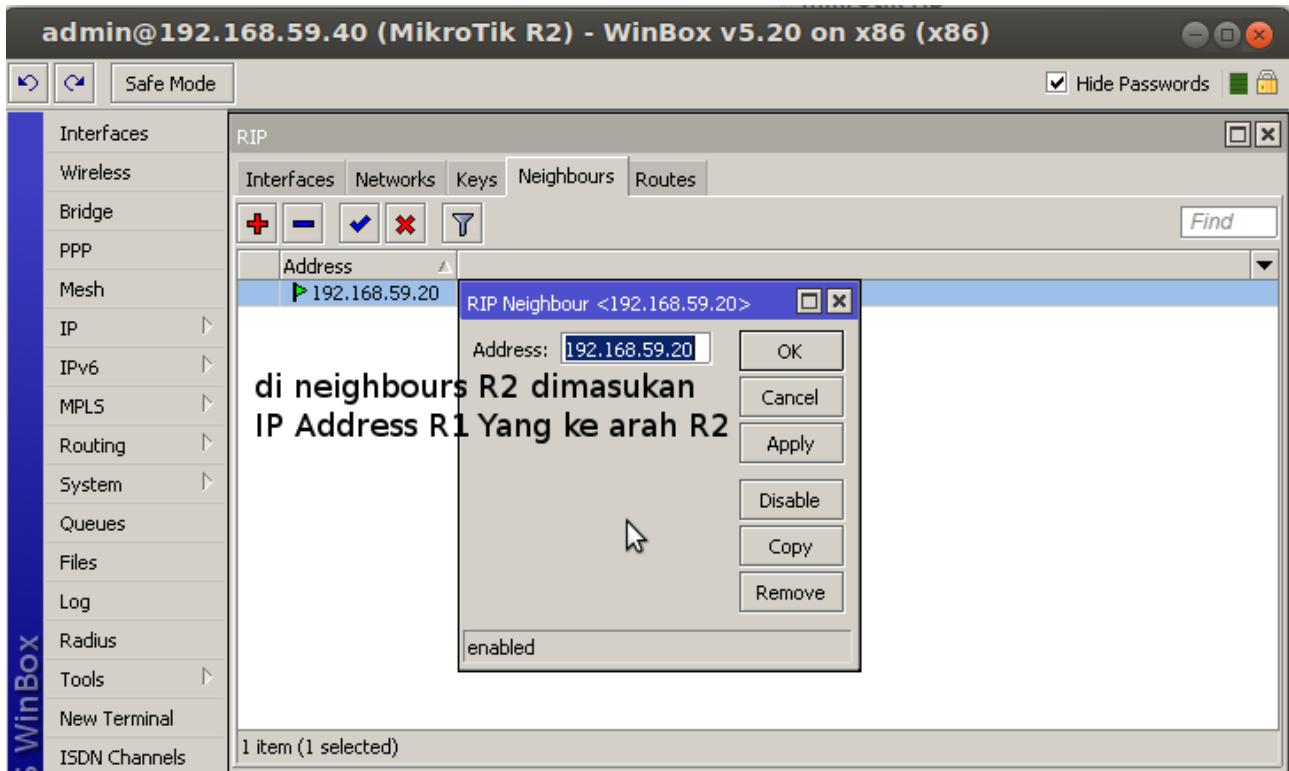 admin@192.168.59.40 (MikroTik R2) - WinBox v5.20 on x86 (x86)
Safe Mode
Hide Passwords
Interfaces
Wireless
Bridge
PPP
Mesh
IP
IPv6
MPLS
Routing
System
Queues
Files
Log
Radius
Tools
New Terminal
ISDN Channels
WinBox
RIP
Interfaces Networks Keys Neighbours Routes
Find
Address
192.168.59.20
RIP Neighbour <192.168.59.20>
Address: 192.168.59.20
OK
Cancel
Apply
Disable
Copy
Remove
enabled
di neighbours R2 dimasukan
IP Address R1 Yang ke arah R2
1 item (1 selected)